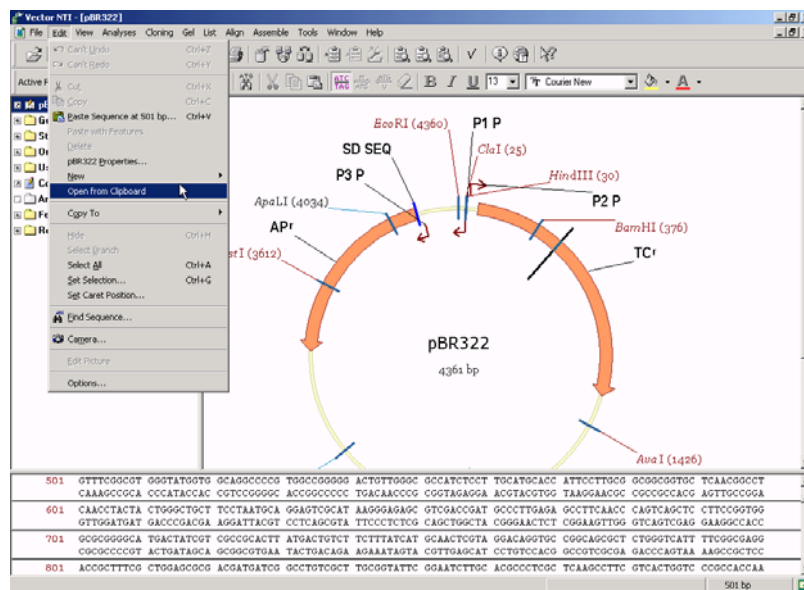 Vector NTI - [pBR322]
File Edit View Analyses Cloning Gel List Align Assemble Tools Window Help
Can't Undo Ctrl+Z
Can't Redo Ctrl+Y
Cut Ctrl+X
Copy Ctrl+C
Paste Sequence at 501 bp... Ctrl+V
Paste with Features
Delete
pBR322 Properties...
New
Open from Clipboard
Copy To
Hide Ctrl+H
Select Branch
Select All Ctrl+A
Set Selection... Ctrl+G
Set Caret Position...
Find Sequence...
Camera...
Edit Picture
Options...
Active
ATC
TAG
B I U 13 Courier New A
EcoRI (4360)
P1 P
SD SEQ
ClaI (25)
P3 P
HindIII (30)
ApaLI (4034)
P2 P
APr
BamHI (376)
stI (3612)
TCr
pBR322
4361 bp
AvaI (1426)
501 GTTTCGGCGT GGGTATGGTG GCAGGCCCCG TGGCCGGGGG ACTGTTGGGC GCCATCTCCT TGCATGCACC ATTCCTTGCG GCGGCGGTGC TCAACGGCCT
CAAAGCCGCA CCCATACCAC CGTCCGGGGC ACCGGCCCCC TGACAACCCG CGGTAGAGGA ACGTACGTGG TAAGGAACGC CGCCGCCACG AGTTGCCGGA
601 CAACCTACTA CTGGGCTGCT TCCTAATGCA GGAGTCGCAT AAGGGAGAGC GTCGACCGAT GCCCTTGAGA GCCTTCAACC CAGTCAGCTC CTTCCGGTGG
GTTGGATGAT GACCCGACGA AGGATTACGT CCTCAGCGTA TTCCCTCTCG CAGCTGGCTA CGGGAACTCT CGGAAGTTGG GTCAGTCGAG GAAGGCCACC
701 GCGCGGGGCA TGACTATCGT CGCCGCACTT ATGACTGTCT TCTTTATCAT GCAACTCGTA GGACAGGTGC CGGCAGCGCT CTGGGTCATT TTCGGCGAGG
CGCGCCCCGT ACTGATAGCA GCGGCGTGAA TACTGACAGA AGAAATAGTA CGTTGAGCAT CCTGTCCACG GCCGTCGCGA GACCCAGTAA AAGCCGCTCC
801 ACCGCTTTCG CTGGAGCGCG ACGATGATCG GCCTGTCGCT TGCGGTATTC GGAATCTTGC ACGCCCTCGC TCAAGCCTTC GTCACTGGTC CCGCCACCAA
501 bp